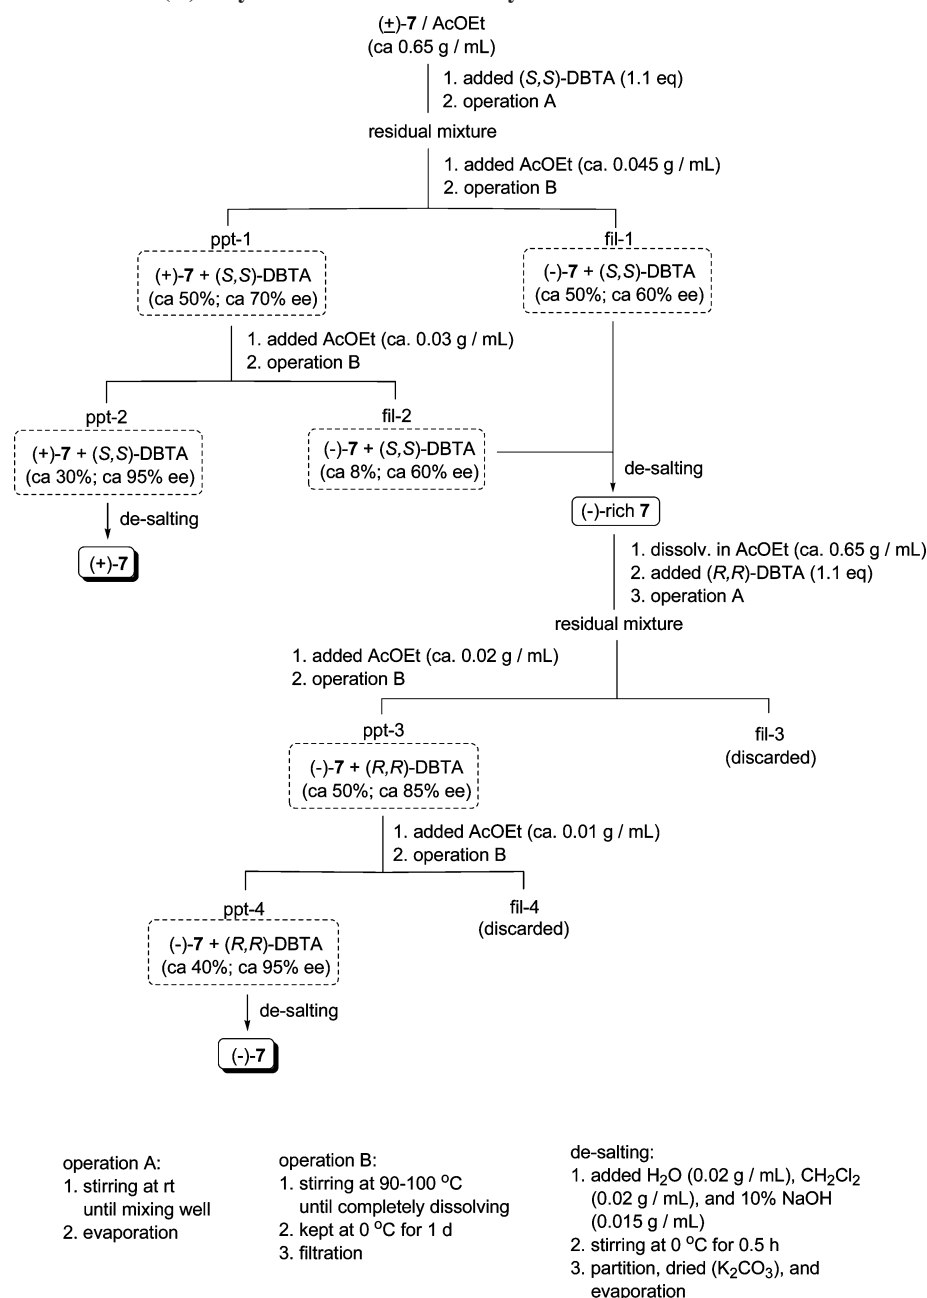 (±)-7 / AcOEt
(ca 0.65 g / mL)
1. added (S,S)-DBTA (1.1 eq)
2. operation A
residual mixture
1. added AcOEt (ca. 0.045 g / mL)
2. operation B
ppt-1
fil-1
(+)-7 + (S,S)-DBTA
(ca 50%; ca 70% ee)
(-)-7 + (S,S)-DBTA
(ca 50%; ca 60% ee)
1. added AcOEt (ca. 0.03 g / mL)
2. operation B
ppt-2
fil-2
(+)-7 + (S,S)-DBTA
(ca 30%; ca 95% ee)
(-)-7 + (S,S)-DBTA
(ca 8%; ca 60% ee)
de-salting
de-salting
(+)-7
(-)-rich 7
1. dissolv. in AcOEt (ca. 0.65 g / mL)
2. added (R,R)-DBTA (1.1 eq)
3. operation A
residual mixture
1. added AcOEt (ca. 0.02 g / mL)
2. operation B
ppt-3
fil-3
(discarded)
(-)-7 + (R,R)-DBTA
(ca 50%; ca 85% ee)
1. added AcOEt (ca. 0.01 g / mL)
2. operation B
ppt-4
fil-4
(discarded)
(-)-7 + (R,R)-DBTA
(ca 40%; ca 95% ee)
de-salting
(-)-7
operation A:
1. stirring at rt
until mixing well
2. evaporation
operation B:
1. stirring at 90-100 °C
until completely dissolving
2. kept at 0 °C for 1 d
3. filtration
de-salting:
1. added H₂O (0.02 g / mL), CH₂Cl₂
(0.02 g / mL), and 10% NaOH
(0.015 g / mL)
2. stirring at 0 °C for 0.5 h
3. partition, dried (K₂CO₃), and
evaporation